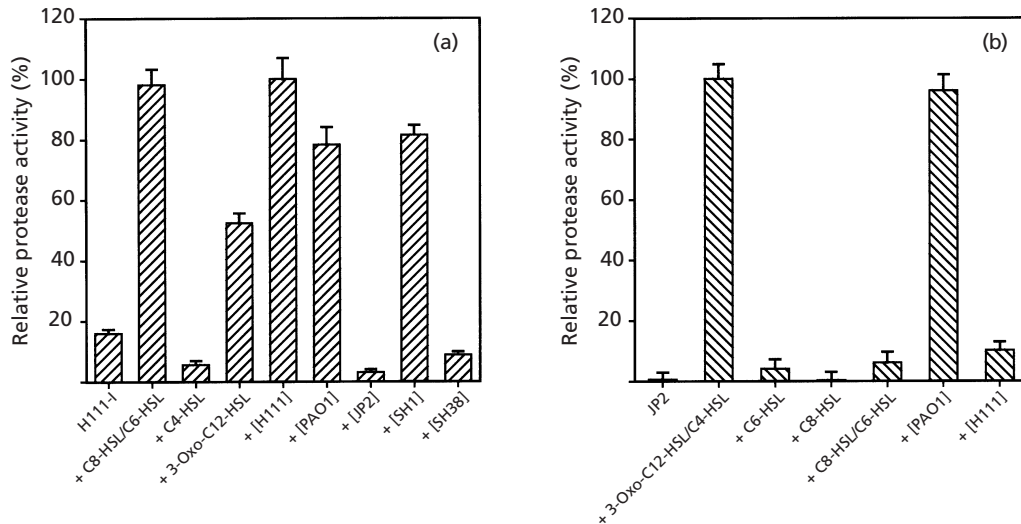 (a)
Relative protease activity (%)
120
100
80
60
40
20
H111-I
+ C8-HSL/C6-HSL
+ C4-HSL
+ 3-Oxo-C12-HSL
+ [H111]
+ [PAO1]
+ [JP2]
+ [SH1]
+ [SH38]
(b)
Relative protease activity (%)
120
100
80
60
40
20
JP2
+ 3-Oxo-C12-HSL/C4-HSL
+ C6-HSL
+ C8-HSL
+ C8-HSL/C6-HSL
+ [PAO1]
+ [H111]